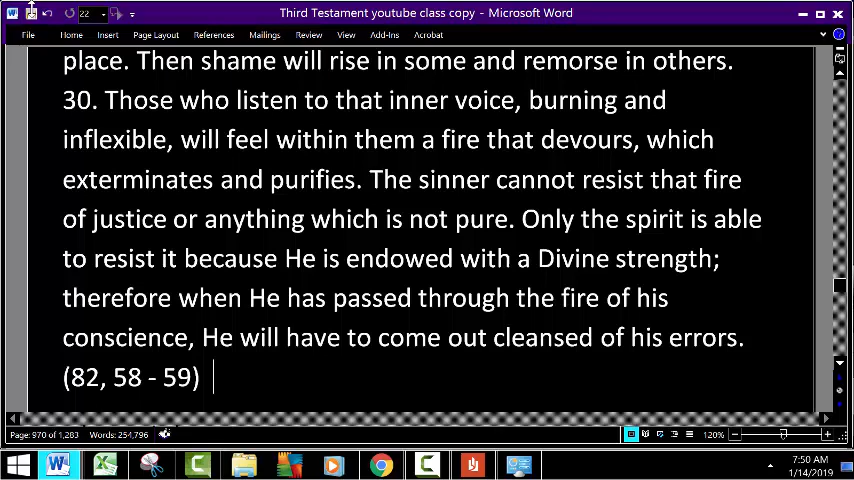 22
Third Testament youtube class copy - Microsoft Word
File Home Insert Page Layout References Mailings Review View Add-Ins Acrobat
place. Then shame will rise in some and remorse in others.
30. Those who listen to that inner voice, burning and
inflexible, will feel within them a fire that devours, which
exterminates and purifies. The sinner cannot resist that fire
of justice or anything which is not pure. Only the spirit is able
to resist it because He is endowed with a Divine strength;
therefore when He has passed through the fire of his
conscience, He will have to come out cleansed of his errors.
(82, 58 - 59)
Page: 970 of 1,283 Words: 254,796 120%
7:50 AM
1/14/2019